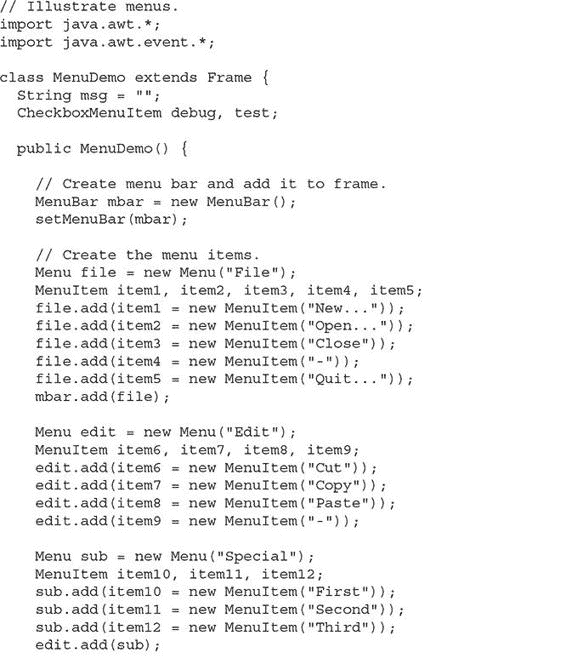 // Illustrate menus.
import java.awt.*;
import java.awt.event.*;

class MenuDemo extends Frame {
  String msg = "";
  CheckboxMenuItem debug, test;

  public MenuDemo() {

    // Create menu bar and add it to frame.
    MenuBar mbar = new MenuBar();
    setMenuBar(mbar);

    // Create the menu items.
    Menu file = new Menu("File");
    MenuItem item1, item2, item3, item4, item5;
    file.add(item1 = new MenuItem("New..."));
    file.add(item2 = new MenuItem("Open..."));
    file.add(item3 = new MenuItem("Close"));
    file.add(item4 = new MenuItem("-"));
    file.add(item5 = new MenuItem("Quit..."));
    mbar.add(file);

    Menu edit = new Menu("Edit");
    MenuItem item6, item7, item8, item9;
    edit.add(item6 = new MenuItem("Cut"));
    edit.add(item7 = new MenuItem("Copy"));
    edit.add(item8 = new MenuItem("Paste"));
    edit.add(item9 = new MenuItem("-"));

    Menu sub = new Menu("Special");
    MenuItem item10, item11, item12;
    sub.add(item10 = new MenuItem("First"));
    sub.add(item11 = new MenuItem("Second"));
    sub.add(item12 = new MenuItem("Third"));
    edit.add(sub);